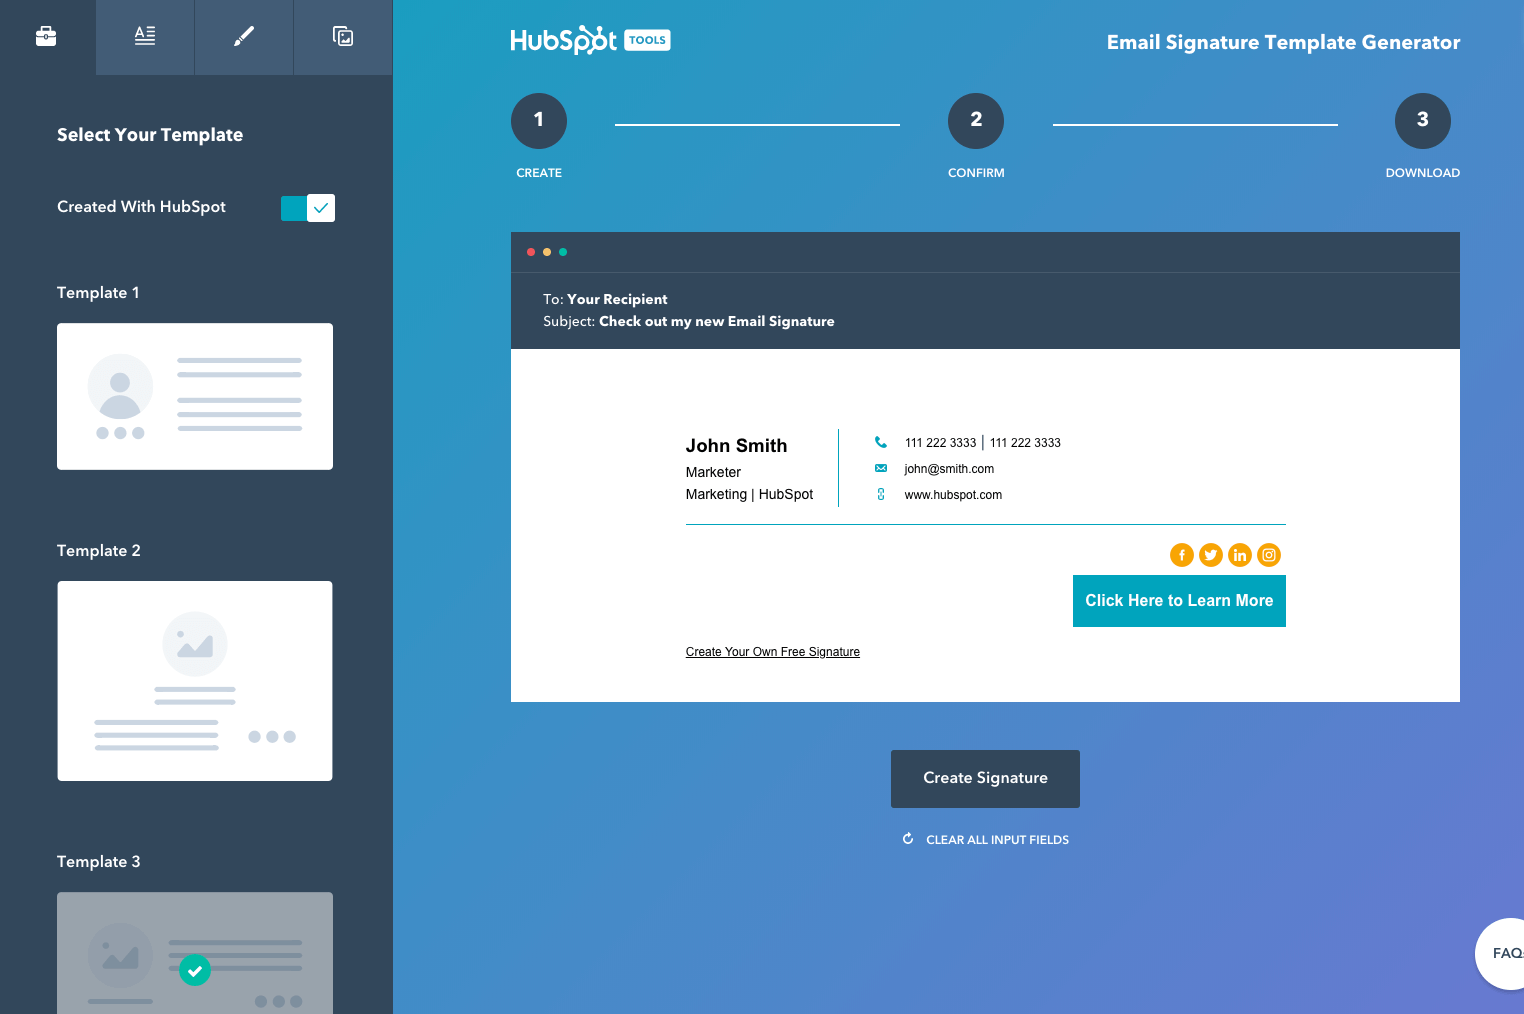 Select Your Template
Created With HubSpot
Template 1
Template 2
Template 3
HubSpot TOOLS
Email Signature Template Generator
1
2
3
CREATE
CONFIRM
DOWNLOAD
To: Your Recipient
Subject: Check out my new Email Signature
John Smith
Marketer
Marketing | HubSpot
111 222 3333 | 111 222 3333
john@smith.com
www.hubspot.com
Click Here to Learn More
Create Your Own Free Signature
Create Signature
CLEAR ALL INPUT FIELDS
FAQ